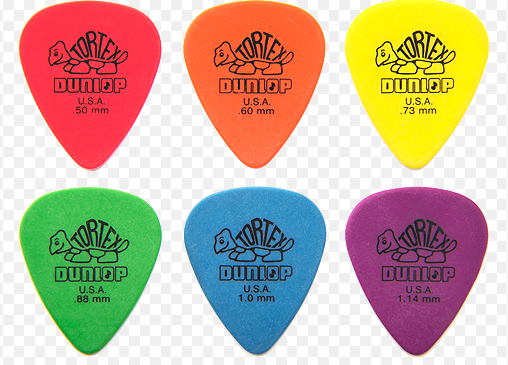 TORTEX
DUNLOP
U.S.A.
.50 mm
TORTEX
DUNLOP
U.S.A.
.60 mm
TORTEX
DUNLOP
U.S.A.
.73 mm
TORTEX
DUNLOP
U.S.A.
.88 mm
TORTEX
DUNLOP
U.S.A.
1.0 mm
TORTEX
DUNLOP
U.S.A.
1.14 mm